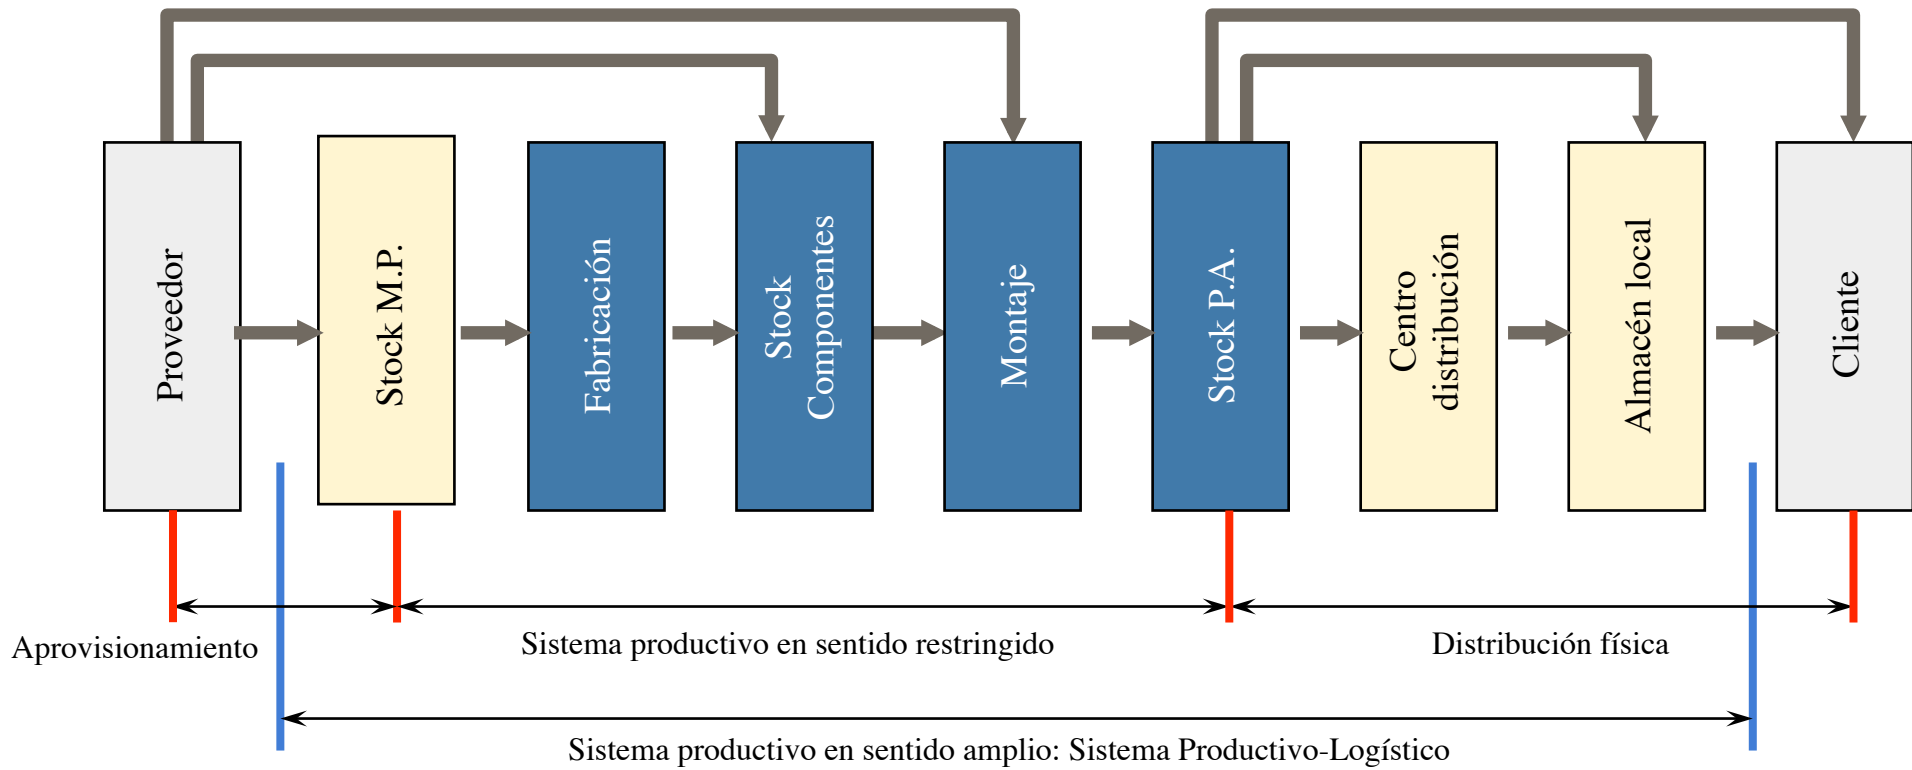 Proveedor
Stock M.P.
Fabricación
Stock
Componentes
Montaje
Stock P.A.
Centro
distribución
Almacén local
Cliente
Aprovisionamiento
Sistema productivo en sentido restringido
Distribución física
Sistema productivo en sentido amplio: Sistema Productivo-Logístico